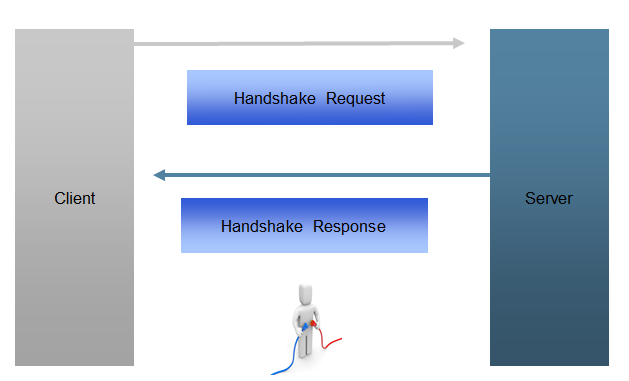 Handshake Request
Client
Server
Handshake Response